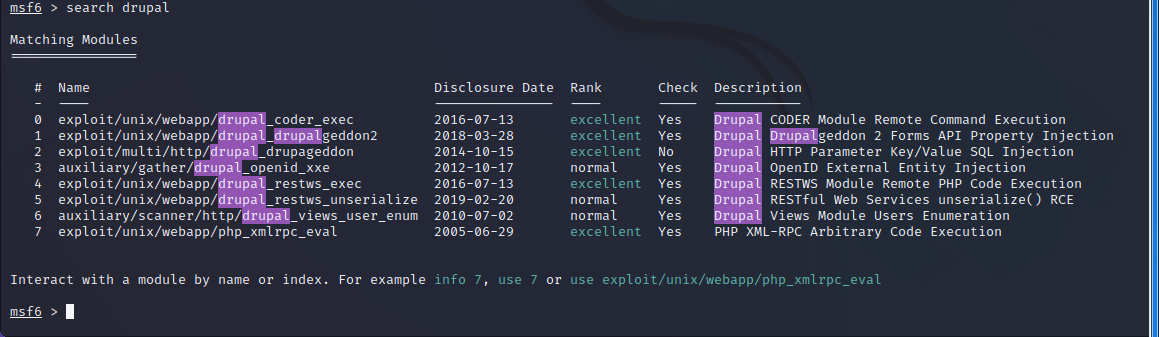 msf6 > search drupal
Matching Modules
================
# Name Disclosure Date Rank Check Description
- ---- --------------- ---- ----- -----------
0 exploit/unix/webapp/drupal_coder_exec 2016-07-13 excellent Yes Drupal CODER Module Remote Command Execution
1 exploit/unix/webapp/drupal_drupalgeddon2 2018-03-28 excellent Yes Drupal Drupalgeddon 2 Forms API Property Injection
2 exploit/multi/http/drupal_drupageddon 2014-10-15 excellent No Drupal HTTP Parameter Key/Value SQL Injection
3 auxiliary/gather/drupal_openid_xxe 2012-10-17 normal Yes Drupal OpenID External Entity Injection
4 exploit/unix/webapp/drupal_restws_exec 2016-07-13 excellent Yes Drupal RESTWS Module Remote PHP Code Execution
5 exploit/unix/webapp/drupal_restws_unserialize 2019-02-20 normal Yes Drupal RESTful Web Services unserialize() RCE
6 auxiliary/scanner/http/drupal_views_user_enum 2010-07-02 normal Yes Drupal Views Module Users Enumeration
7 exploit/unix/webapp/php_xmlrpc_eval 2005-06-29 excellent Yes PHP XML-RPC Arbitrary Code Execution
Interact with a module by name or index. For example info 7, use 7 or use exploit/unix/webapp/php_xmlrpc_eval
msf6 >